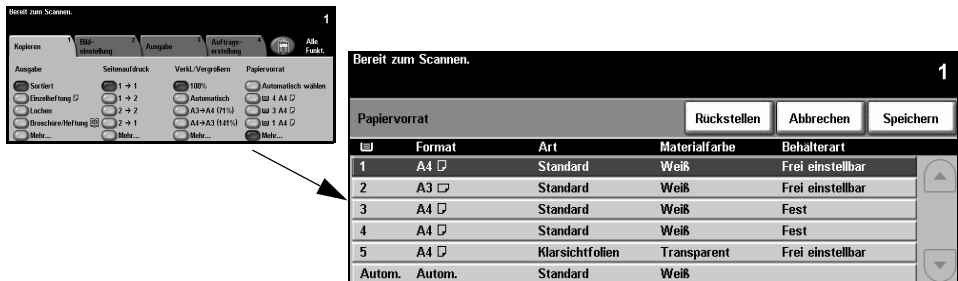 Bereit zum Scannen.
1
Kopieren 1
Bild-
einstellung 2
Ausgabe 3
Auftrags-
erstellung 4
Alle
Funkt.
Ausgabe Seitenaufdruck Verkl./Vergrößern Papiervorrat
Sortiert 1 → 1 100% Automatisch wählen
Einzelheftung 1 → 2 Automatisch 4 A4
Lochen 2 → 2 A3→A4 (71%) 3 A4
Broschüre/Heftung 2 → 1 A4→A3 (141%) 1 A4
Mehr... Mehr... Mehr... Mehr...
Bereit zum Scannen.
1
Papiervorrat Rückstellen Abbrechen Speichern
Format Art Materialfarbe Behälterart
1 A4 Standard Weiß Frei einstellbar
2 A3 Standard Weiß Frei einstellbar
3 A4 Standard Weiß Fest
4 A4 Standard Weiß Fest
5 A4 Klarsichtfolien Transparent Frei einstellbar
Autom. Autom. Standard Weiß